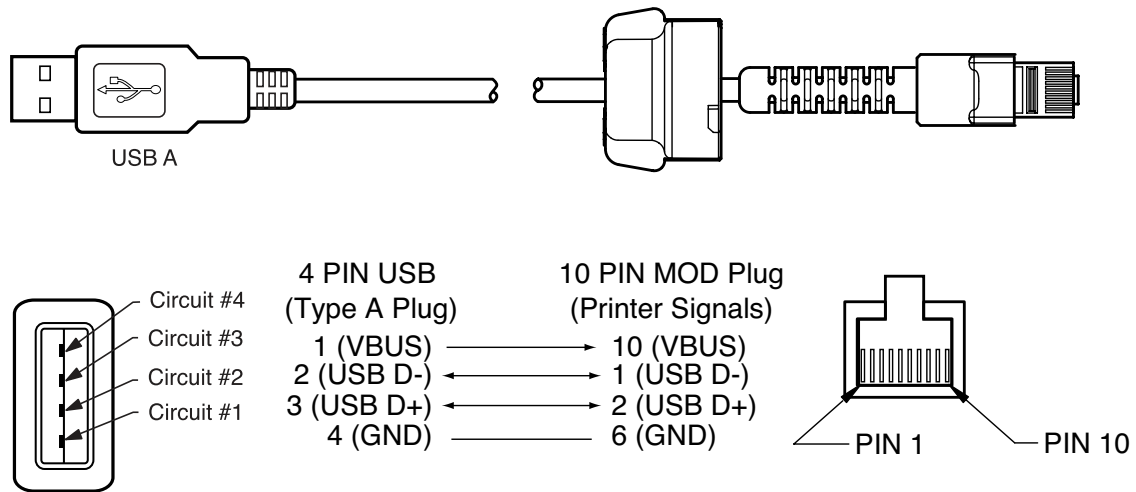 USB A
4 PIN USB
(Type A Plug)
10 PIN MOD Plug
(Printer Signals)
Circuit #4
Circuit #3
Circuit #2
Circuit #1
1 (VBUS) 10 (VBUS)
2 (USB D-) 1 (USB D-)
3 (USB D+) 2 (USB D+)
4 (GND) 6 (GND)
PIN 1
PIN 10